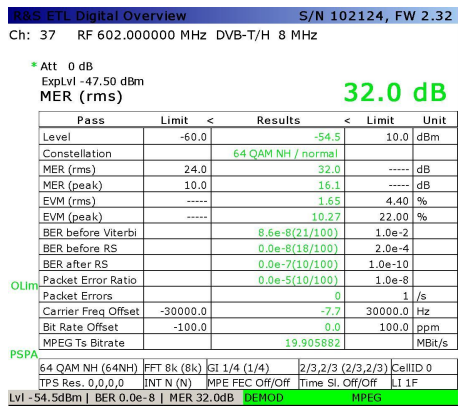 R&S ETL Digital Overview S/N 102124, FW 2.32
Ch: 37 RF 602.000000 MHz DVB-T/H 8 MHz
* Att 0 dB
ExpLvl -47.50 dBm
MER (rms) 32.0 dB
Pass Limit < Results < Limit Unit
Level -60.0 -54.5 10.0 dBm
Constellation 64 QAM NH / normal
MER (rms) 24.0 32.0 ----- dB
MER (peak) 10.0 16.1 ----- dB
EVM (rms) ----- 1.65 4.40 %
EVM (peak) ----- 10.27 22.00 %
BER before Viterbi 8.6e-8(21/100) 1.0e-2
BER before RS 0.0e-8(18/100) 2.0e-4
BER after RS 0.0e-7(10/100) 1.0e-10
Packet Error Ratio 0.0e-5(10/100) 1.0e-8
OLim
Packet Errors 0 1 /s
Carrier Freq Offset -30000.0 -7.7 30000.0 Hz
Bit Rate Offset -100.0 0.0 100.0 ppm
MPEG Ts Bitrate 19.905882 MBit/s
PSPA
64 QAM NH (64NH) FFT 8k (8k) GI 1/4 (1/4) 2/3,2/3 (2/3,2/3) CellID 0
TPS Res. 0,0,0,0 INT N (N) MPE FEC Off/Off Time Sl. Off/Off LI 1F
Lvl -54.5dBm | BER 0.0e-8 | MER 32.0dB DEMOD MPEG